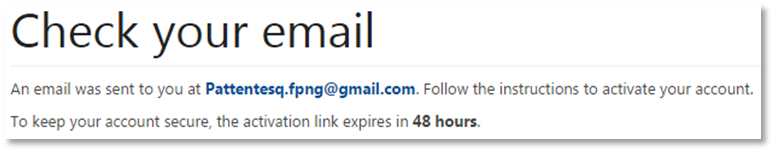 Check your email
An email was sent to you at Pattentesq.fpng@gmail.com. Follow the instructions to activate your account.
To keep your account secure, the activation link expires in 48 hours.